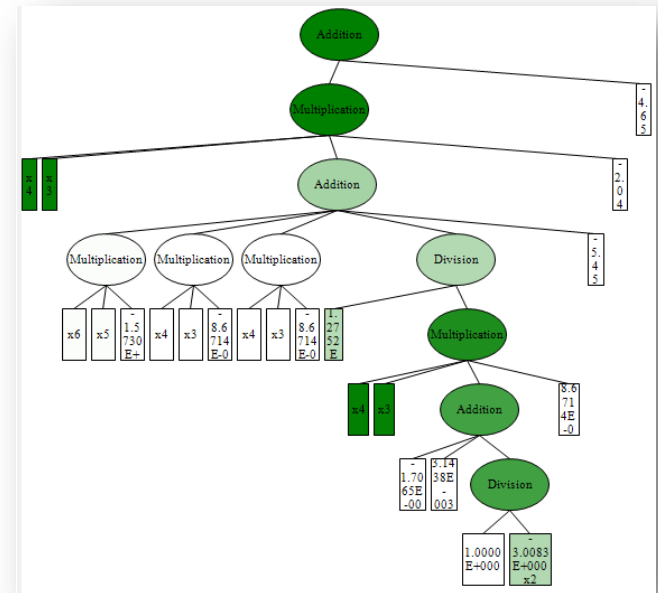 Addition
Multiplication
-
4.
6
5
x
4
x
3
Addition
-
2.
0
4
Multiplication
Multiplication
Multiplication
Division
-
5.
4
5
x6
x5
-
1.5
730
E+
x4
x3
-
8.6
714
E-0
x4
x3
-
8.6
714
E-0
1.
27
52
E
Multiplication
x4
x3
Addition
8.6
71
4E
-0
-
1.70
65E
-00
3.14
38E
-
003
Division
1.0000
E+000
-
3.0083
E+000
x2